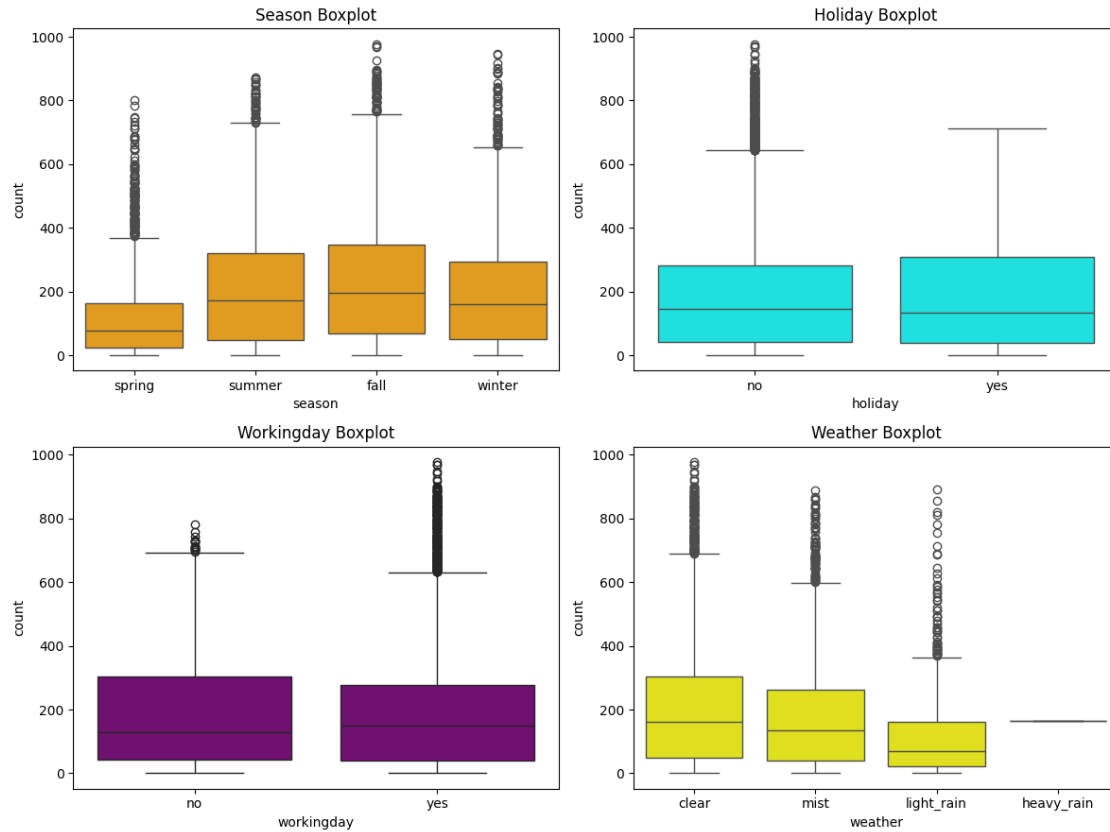 Season Boxplot
1000
800
600
400
200
0
count
spring summer fall winter
season
Holiday Boxplot
1000
800
600
400
200
0
count
no yes
holiday
Workingday Boxplot
1000
800
600
400
200
0
count
no yes
workingday
Weather Boxplot
1000
800
600
400
200
0
count
clear mist light_rain heavy_rain
weather